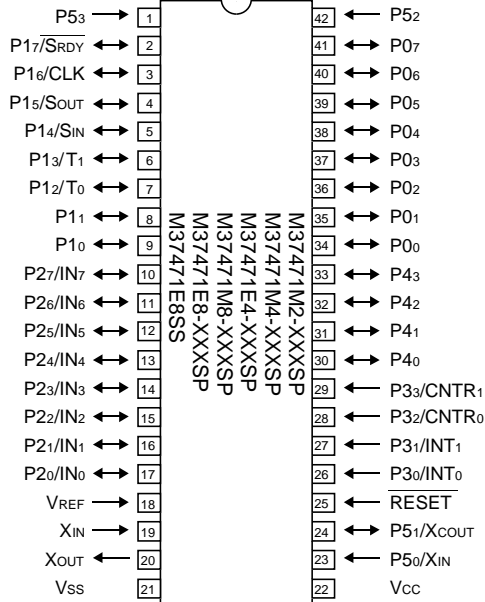 P53 1
P17/SRDY 2
P16/CLK 3
P15/SOUT 4
P14/SIN 5
P13/T1 6
P12/T0 7
P11 8
P10 9
P27/IN7 10
P26/IN6 11
P25/IN5 12
P24/IN4 13
P23/IN3 14
P22/IN2 15
P21/IN1 16
P20/IN0 17
VREF 18
XIN 19
XOUT 20
VSS 21
M37471M2-XXXSP
M37471M4-XXXSP
M37471E4-XXXSP
M37471M8-XXXSP
M37471E8-XXXSP
M37471E8SS
42 P52
41 P07
40 P06
39 P05
38 P04
37 P03
36 P02
35 P01
34 P00
33 P43
32 P42
31 P41
30 P40
29 P33/CNTR1
28 P32/CNTR0
27 P31/INT1
26 P30/INT0
25 RESET
24 P51/XCOUT
23 P50/XIN
22 VCC